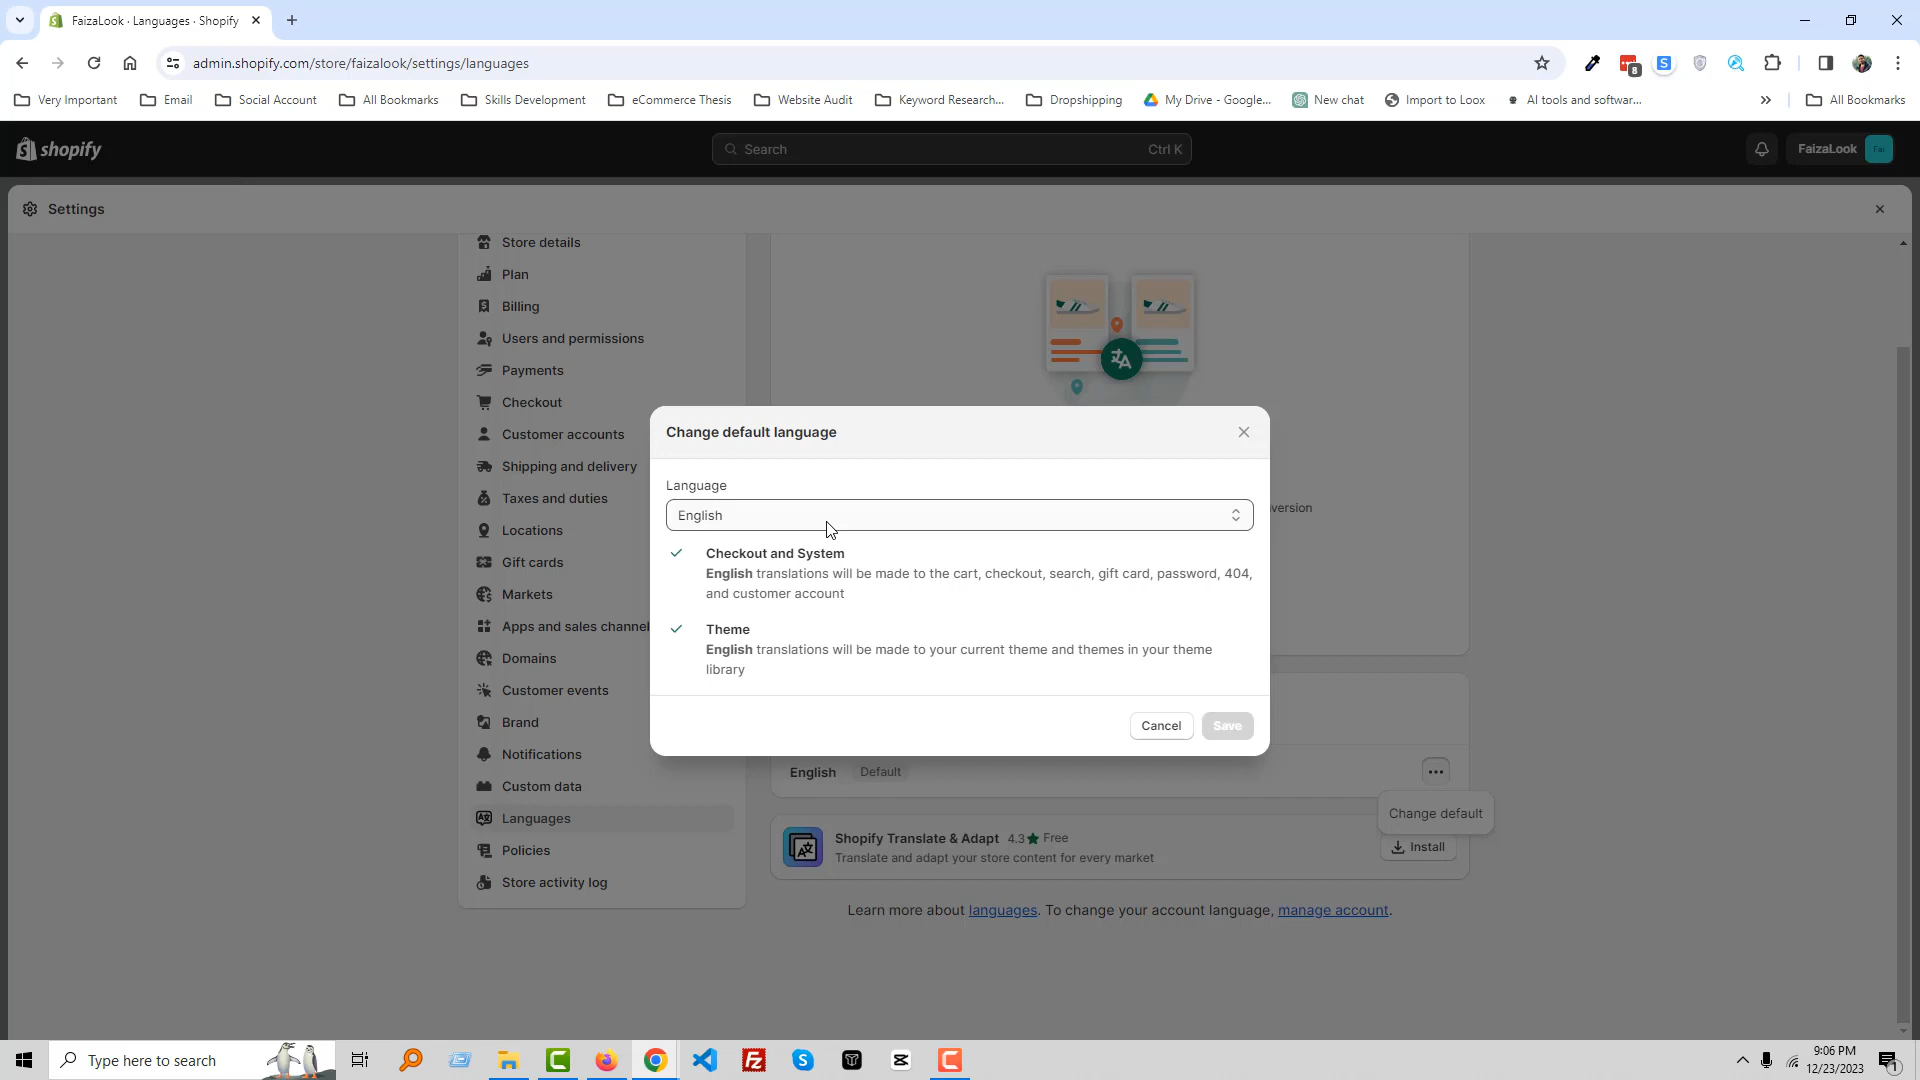 FaizaLook · Languages · Shopify
admin.shopify.com/store/faizalook/settings/languages
8
Very Important
Email
Social Account
All Bookmarks
Skills Development
eCommerce Thesis
Website Audit
Keyword Research...
Dropshipping
My Drive - Google...
New chat
Import to Loox
AI tools and softwar...
All Bookmarks
shopify
Search
Ctrl K
FaizaLook
Fai
Settings
Store details
Plan
Billing
Users and permissions
Payments
Checkout
Customer accounts
Shipping and delivery
Taxes and duties
Locations
Gift cards
Markets
Apps and sales channel
Domains
Customer events
Brand
Notifications
Custom data
Languages
Policies
Store activity log
version
Change default language
Language
English
Checkout and System
English translations will be made to the cart, checkout, search, gift card, password, 404,
and customer account
Theme
English translations will be made to your current theme and themes in your theme
library
Cancel
Save
English
Default
Change default
Shopify Translate & Adapt 4.3 Free
Translate and adapt your store content for every market
Install
Learn more about languages. To change your account language, manage account.
Type here to search
9:06 PM
12/23/2023
1